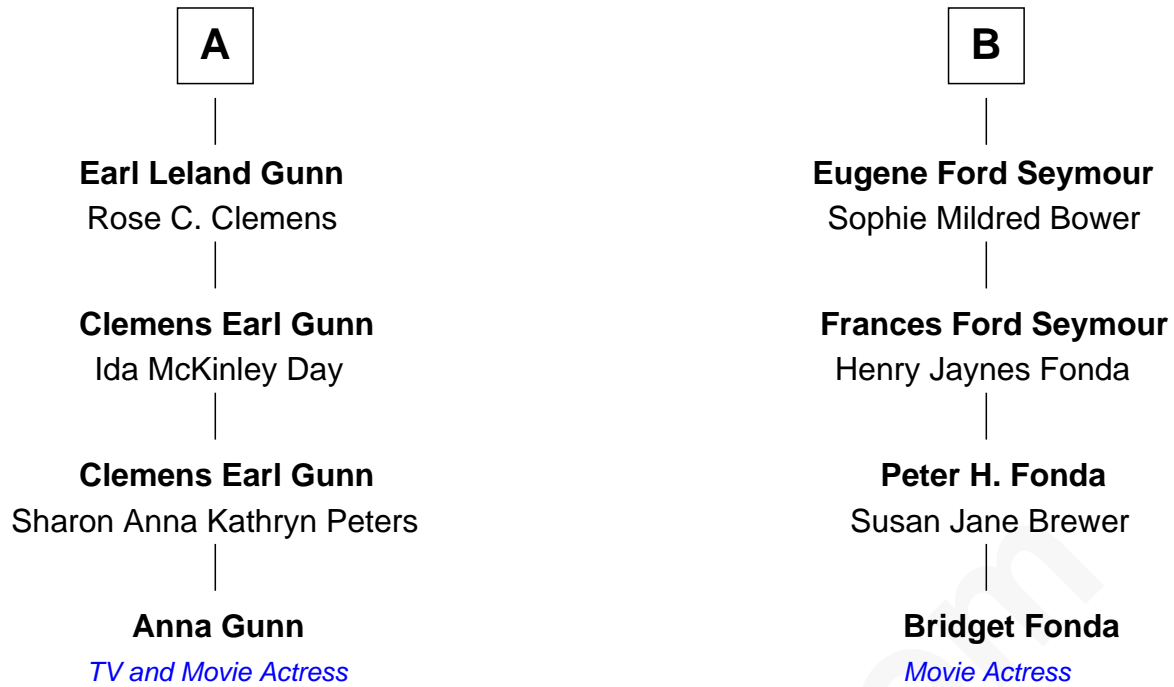 A
Earl Leland Gunn
Rose C. Clemens
Clemens Earl Gunn
Ida McKinley Day
Clemens Earl Gunn
Sharon Anna Kathryn Peters
Anna Gunn
TV and Movie Actress
B
Eugene Ford Seymour
Sophie Mildred Bower
Frances Ford Seymour
Henry Jaynes Fonda
Peter H. Fonda
Susan Jane Brewer
Bridget Fonda
Movie Actress